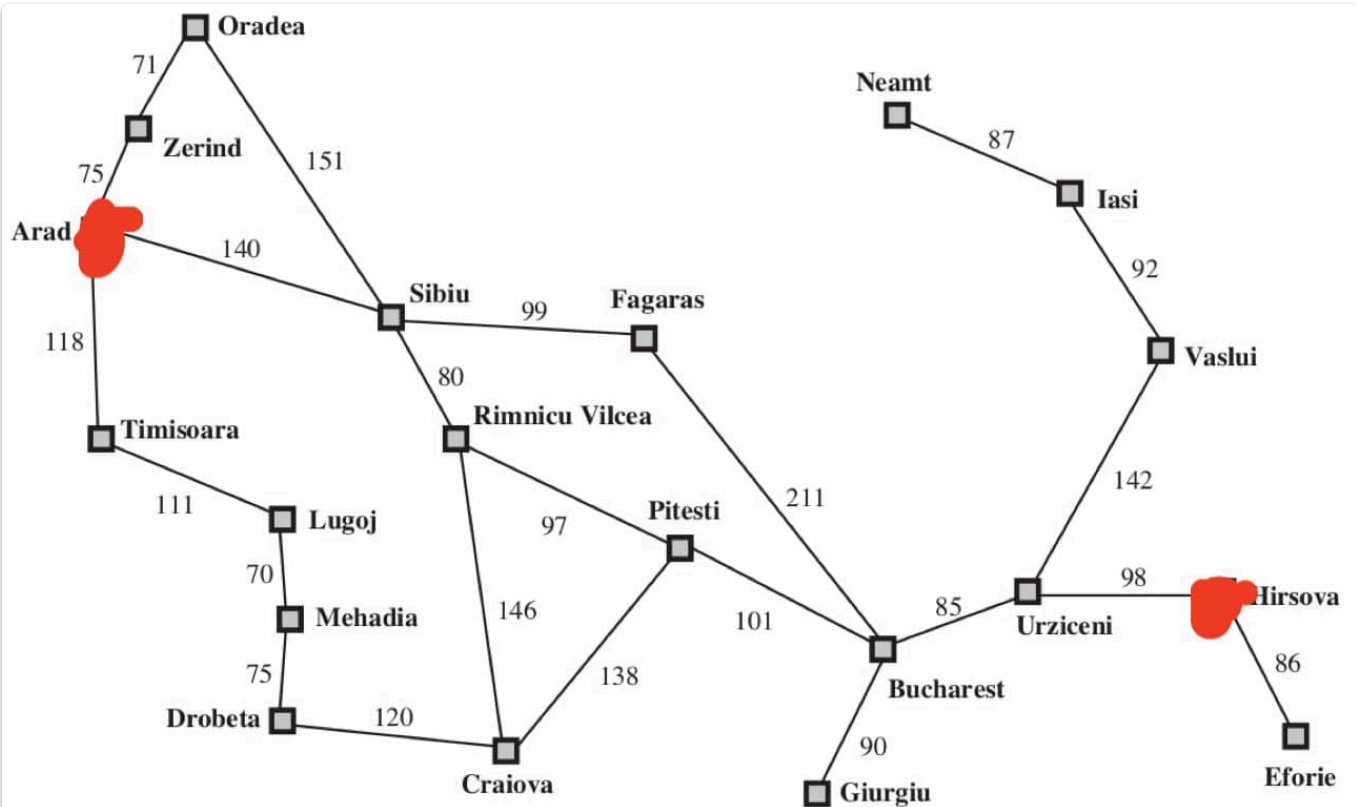 Oradea
71
Neamt
87
Zerind
151
75
Iasi
Arad
140
92
Sibiu
Fagaras
99
118
Vaslui
80
Rimnicu Vilcea
Timisoara
142
211
111
Pitesti
97
Lugoj
70
98
Hirsova
146
85
Mehadia
101
Urziceni
86
75
138
Bucharest
Drobeta
120
90
Craiova
Eforie
Giurgiu